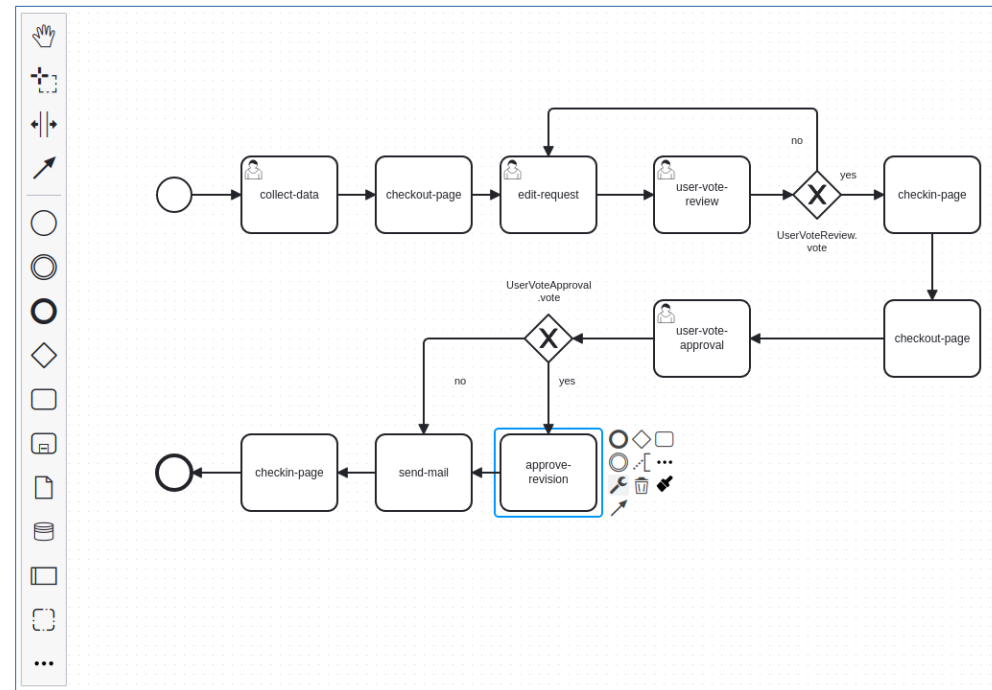 no
yes
collect-data
checkout-page
edit-request
user-vote-
review
checkin-page
UserVoteReview.
vote
UserVoteApproval
.vote
user-vote-
approval
checkout-page
no
yes
checkin-page
send-mail
approve-
revision